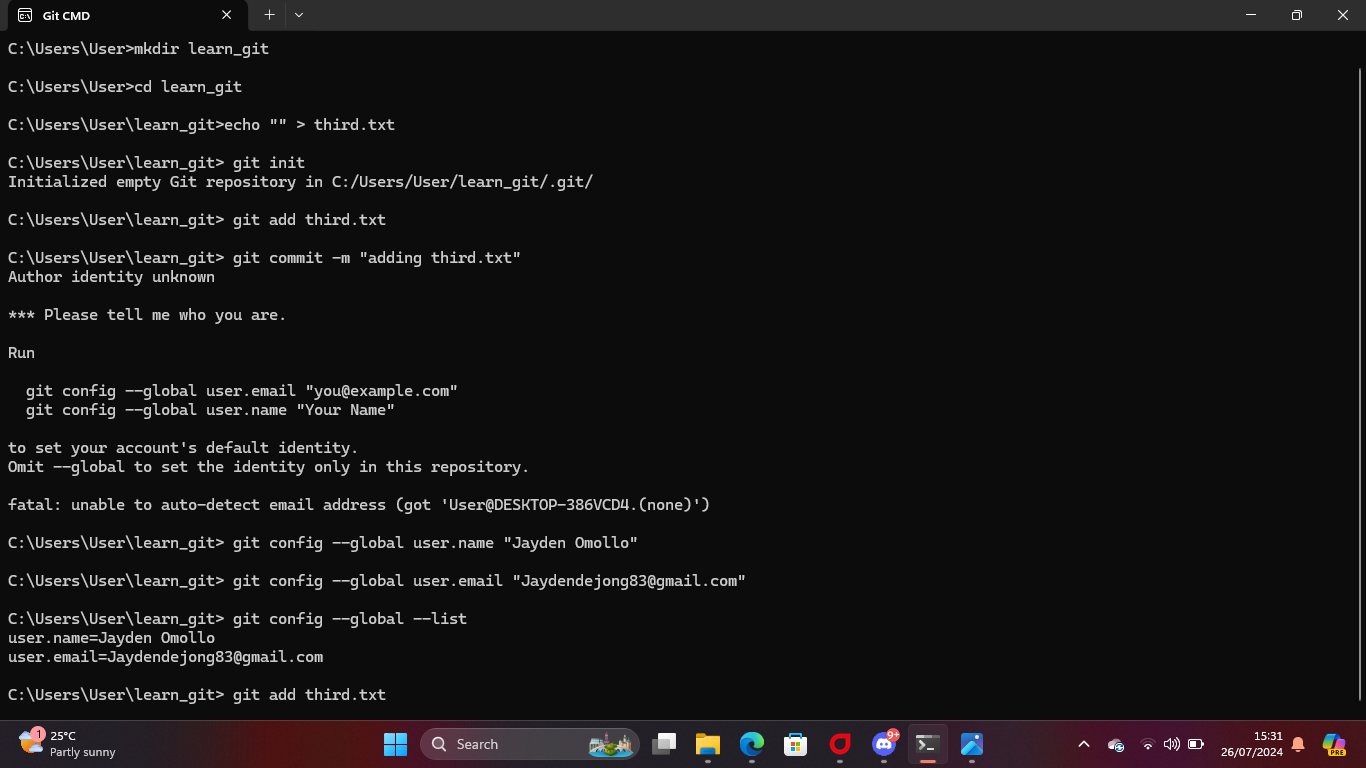 Git CMD
C:\Users\User>mkdir learn_git
C:\Users\User>cd learn_git
C:\Users\User\learn_git>echo "" > third.txt
C:\Users\User\learn_git> git init
Initialized empty Git repository in C:/Users/User/learn_git/.git/
C:\Users\User\learn_git> git add third.txt
C:\Users\User\learn_git> git commit -m "adding third.txt"
Author identity unknown
*** Please tell me who you are.
Run
git config --global user.email "you@example.com"
git config --global user.name "Your Name"
to set your account's default identity.
Omit --global to set the identity only in this repository.
fatal: unable to auto-detect email address (got 'User@DESKTOP-386VCD4.(none)')
C:\Users\User\learn_git> git config --global user.name "Jayden Omollo"
C:\Users\User\learn_git> git config --global user.email "Jaydendejong83@gmail.com"
C:\Users\User\learn_git> git config --global --list
user.name=Jayden Omollo
user.email=Jaydendejong83@gmail.com
C:\Users\User\learn_git> git add third.txt
1
25°C
Partly sunny
Search
9+
15:31
26/07/2024
PRE